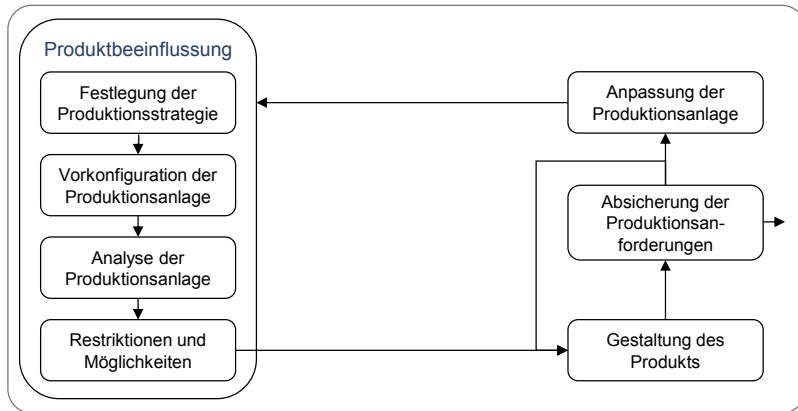 Produktbeeinflussung
Festlegung der
Produktionsstrategie
Vorkonfiguration der
Produktionsanlage
Analyse der
Produktionsanlage
Restriktionen und
Möglichkeiten
Anpassung der
Produktionsanlage
Absicherung der
Produktionsan-
forderungen
Gestaltung des
Produkts